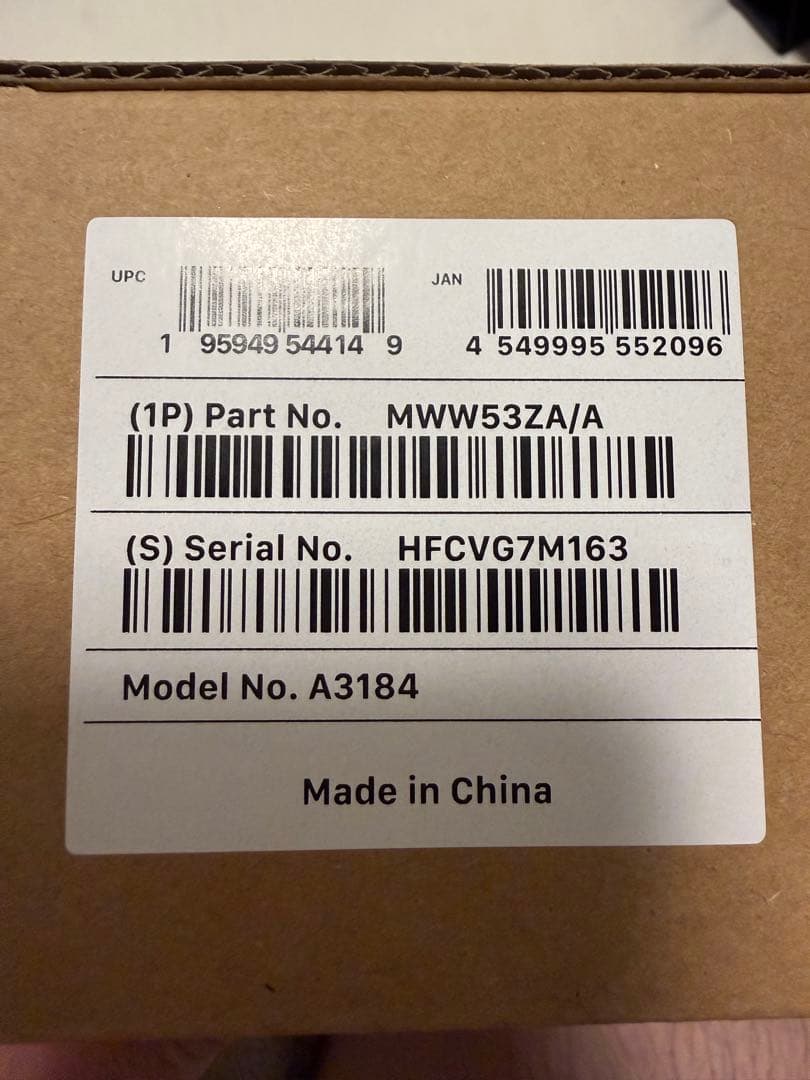 UPC
1 95949 54414 9
JAN
4 549995 552096
(1P) Part No. MWW53ZA/A
(S) Serial No. HFCVG7M163
Model No. A3184
Made in China